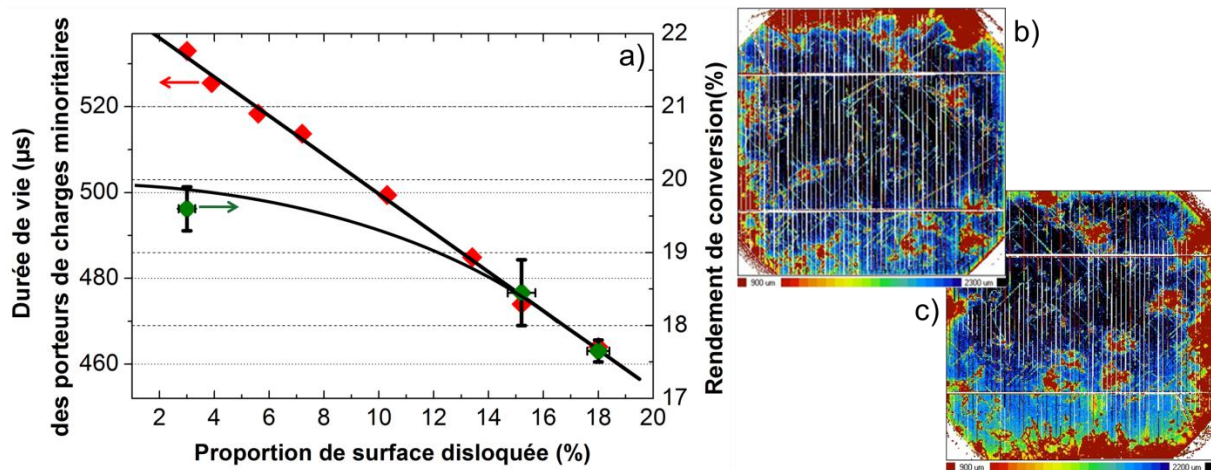 a)
Durée de vie (µs)
des porteurs de charges minoritaires
520
500
480
460
22
21
20
19
18
17
Rendement de conversion(%)
2 4 6 8 10 12 14 16 18 20
Proportion de surface disloquée (%)
b)
900 um 2300 um
c)
900 um 2200 um